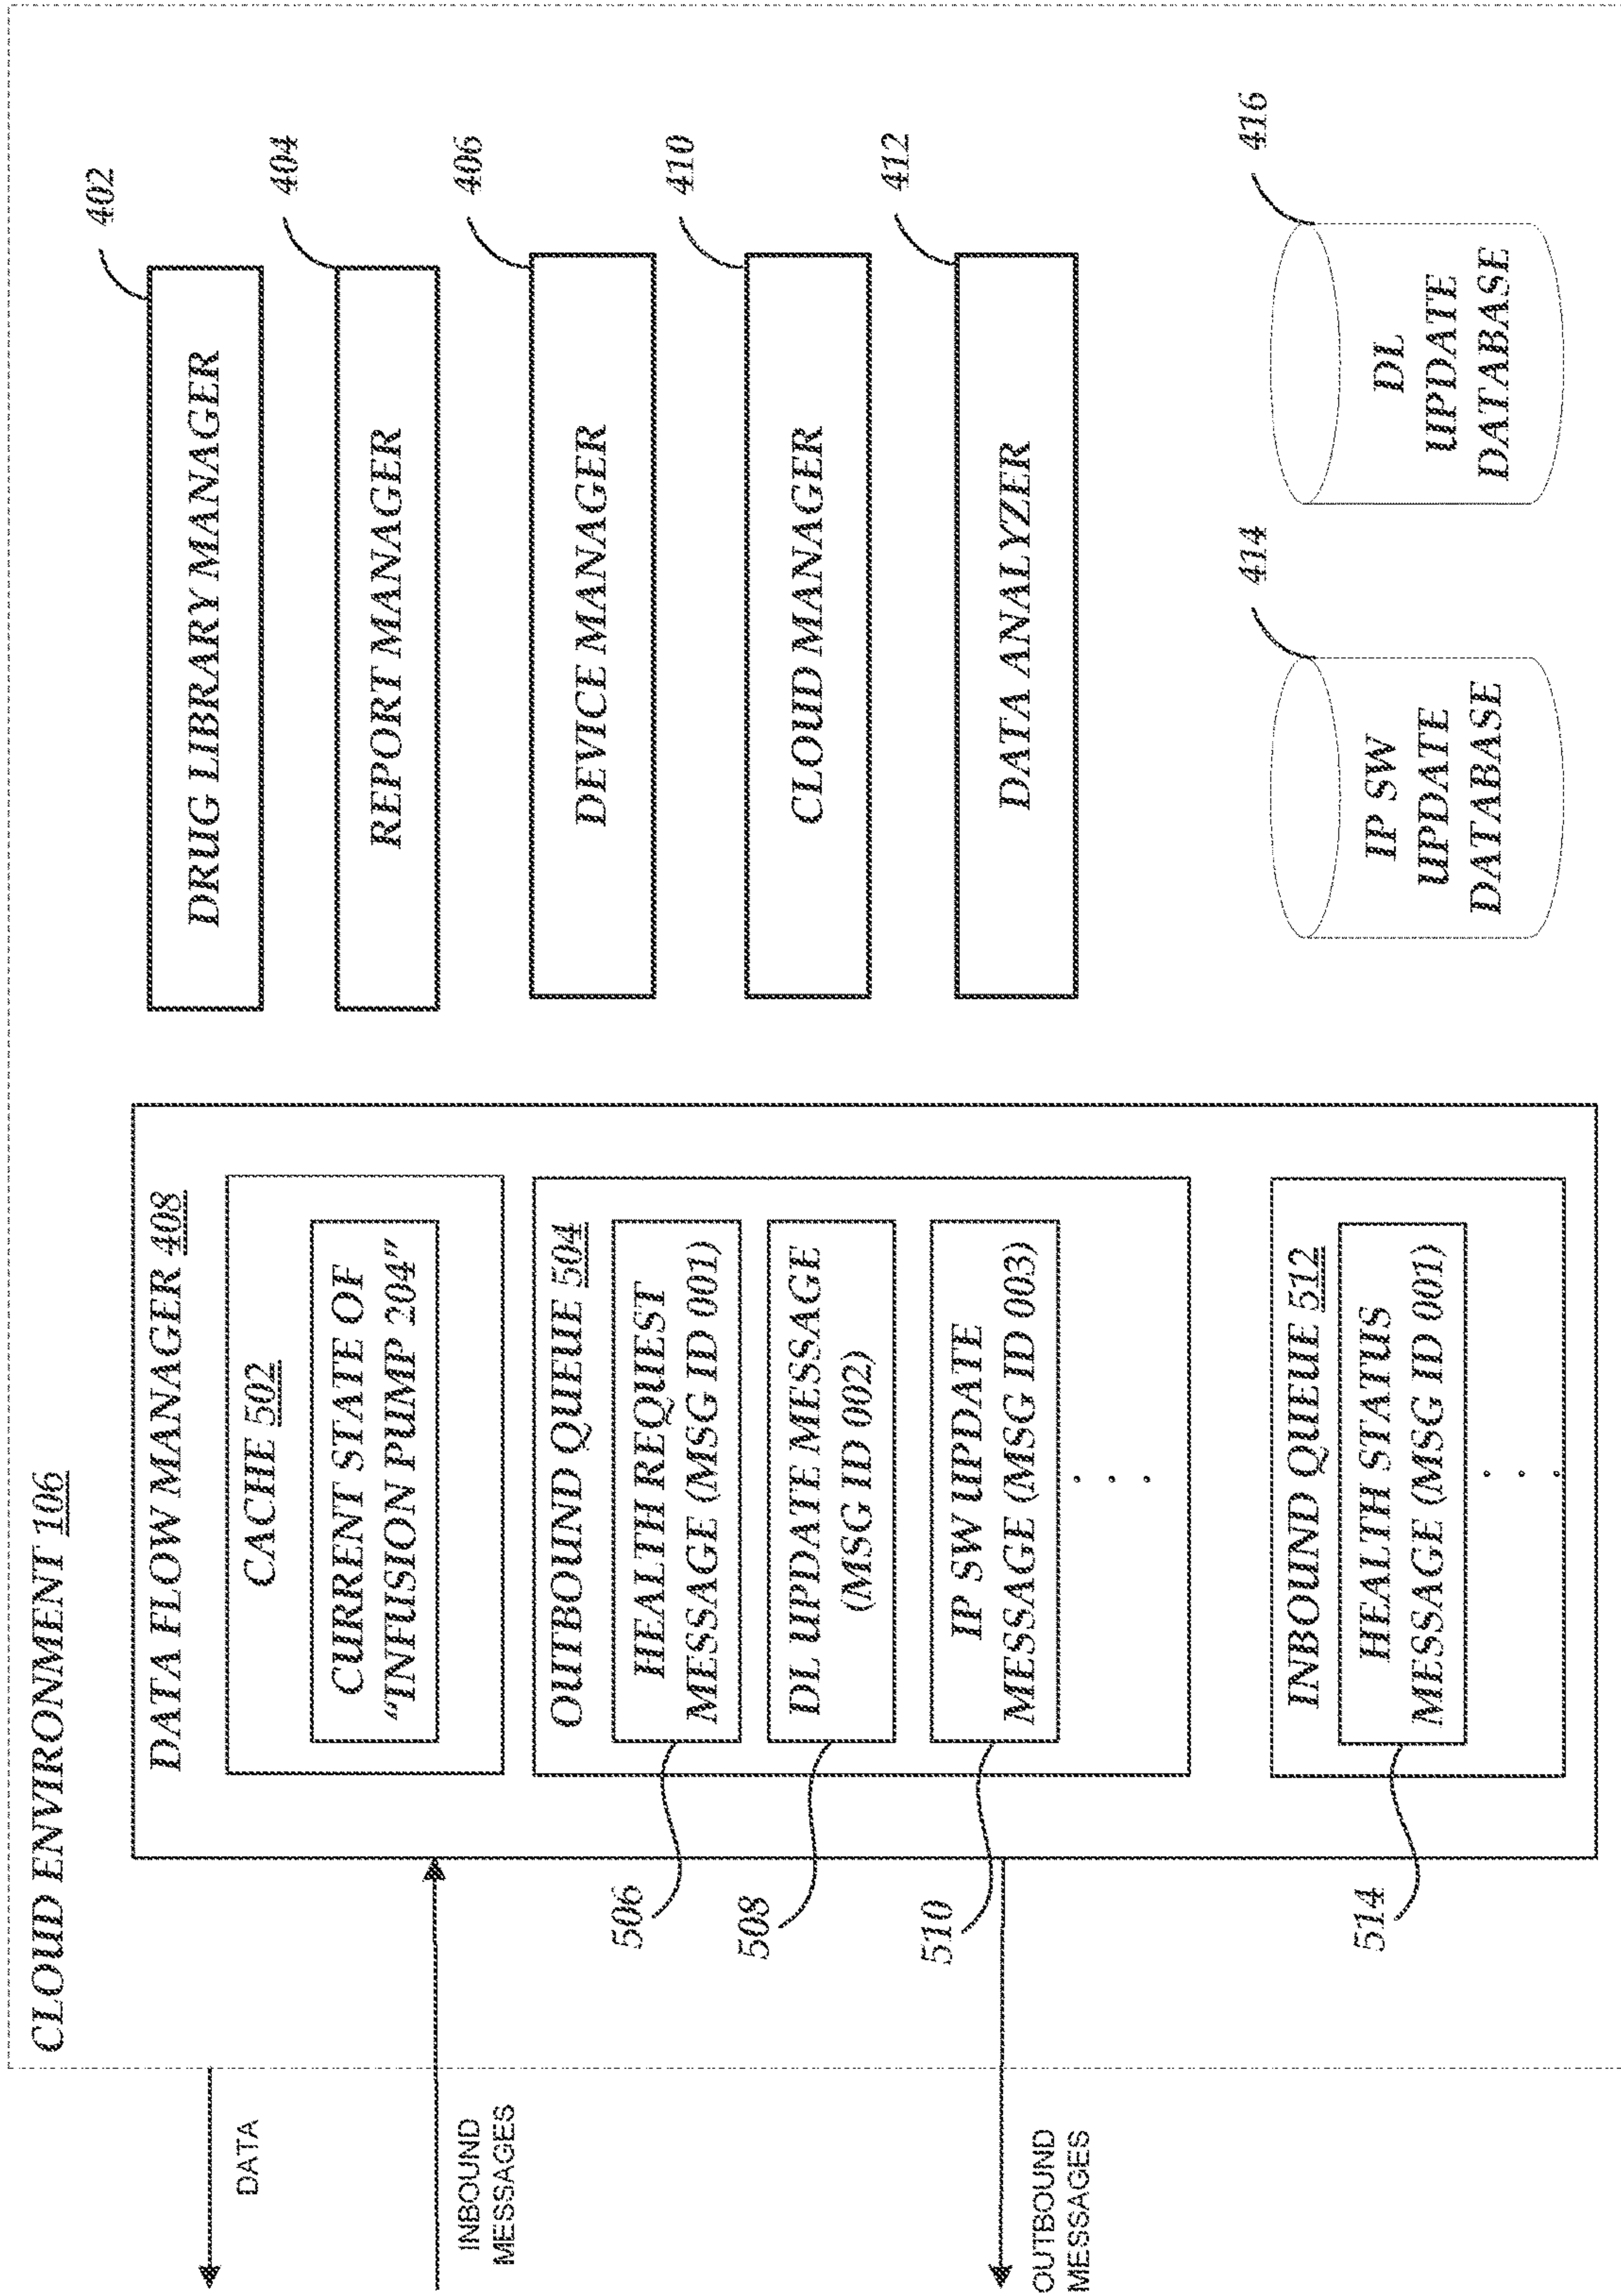 CLOUD ENVIRONMENT 106
DATA
INBOUND
MESSAGES
OUTBOUND
MESSAGES
DATA FLOW MANAGER 408
CACHE 502
CURRENT STATE OF
“INFUSION PUMP 204”
OUTBOUND QUEUE 504
HEALTH REQUEST
MESSAGE (MSG ID 001)
506
DL UPDATE MESSAGE
(MSG ID 002)
508
IP SW UPDATE
MESSAGE (MSG ID 003)
510
INBOUND QUEUE 512
HEALTH STATUS
MESSAGE (MSG ID 001)
514
DRUG LIBRARY MANAGER
402
REPORT MANAGER
404
DEVICE MANAGER
406
CLOUD MANAGER
410
DATA ANALYZER
412
IP SW
UPDATE
DATABASE
414
DL
UPDATE
DATABASE
416